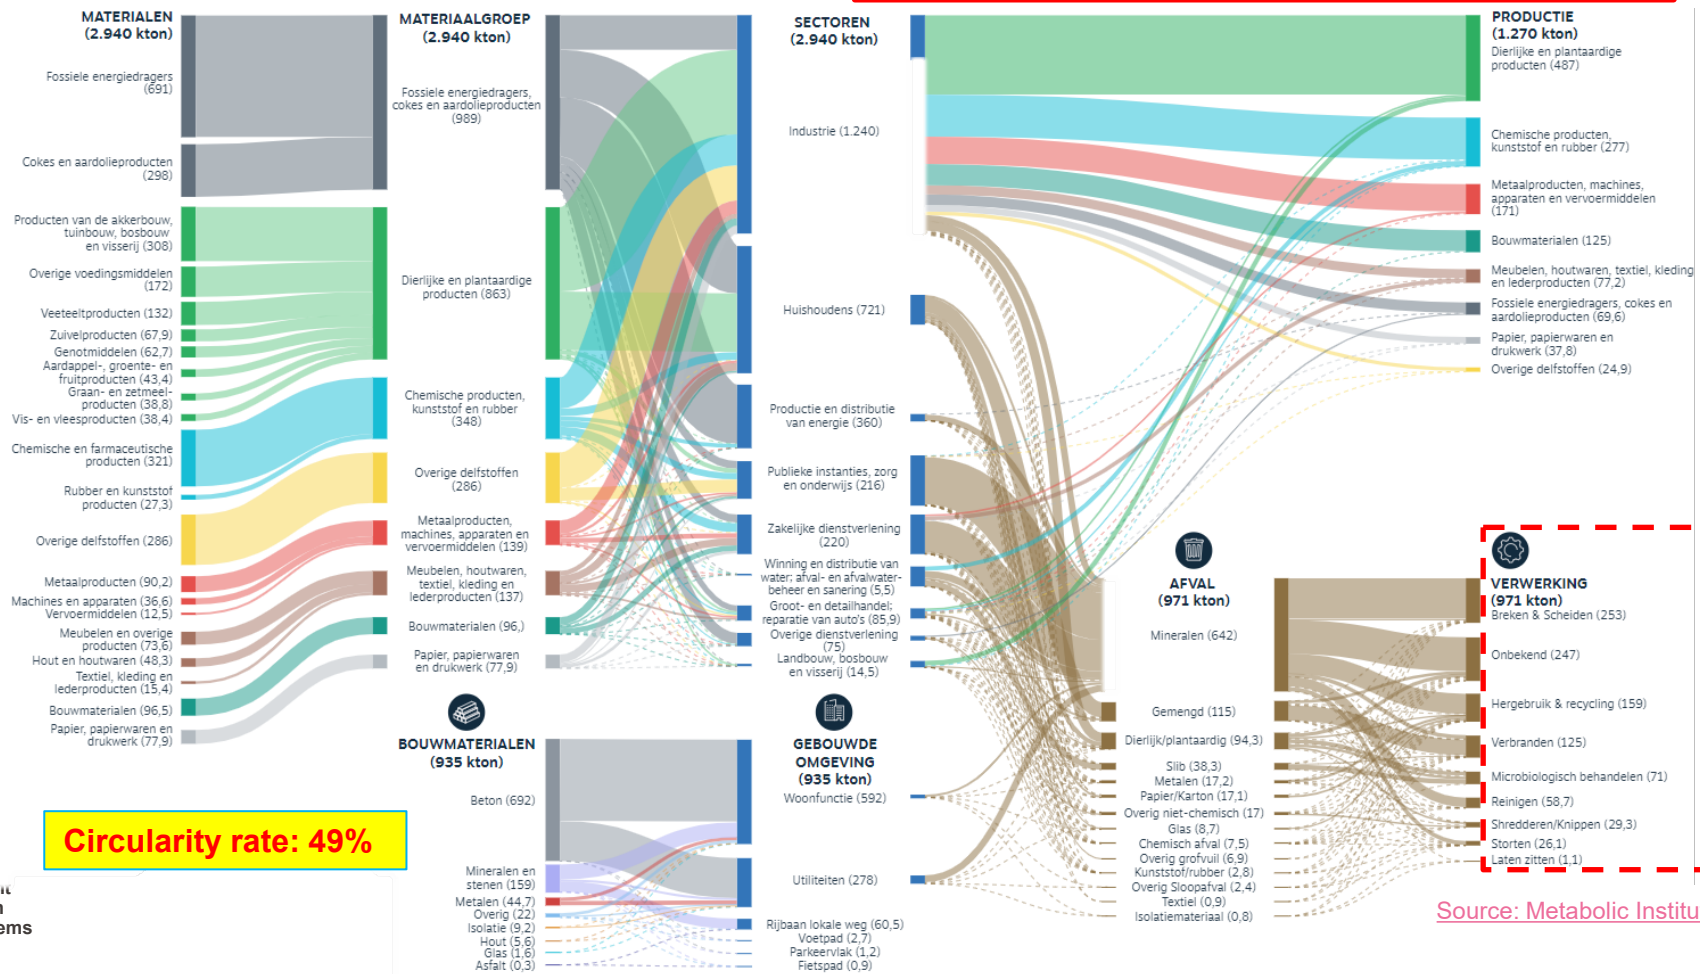 MATERIALEN
(2.940 kton)
Fossiele energiedragers
(691)
Cokes en aardolieproducten
(298)
Producten van de akkerbouw,
tuinbouw, bosbouw
en visserij (308)
Overige voedingsmiddelen
(172)
Veeteeltproducten (132)
Zuivelproducten (67,9)
Genotmiddelen (62,7)
Aardappel-, groente- en
fruitproducten (43,4)
Graan- en zetmeel-
producten (38,8)
Vis- en vleesproducten (38,4)
Chemische en farmaceutische
producten (321)
Rubber en kunststof
producten (27,3)
Overige delfstoffen (286)
Metaalproducten (90,2)
Machines en apparaten (36,6)
Vervoermiddelen (12,5)
Meubelen en overige
producten (73,6)
Hout en houtwaren (48,3)
Textiel, kleding en
lederproducten (15,4)
Bouwmaterialen (96,5)
Papier, papierwaren en
drukwerk (77,9)
MATERIAALGROEP
(2.940 kton)
Fossiele energiedragers,
cokes en aardolieproducten
(989)
Dierlijke en plantaardige
producten (863)
Chemische producten,
kunststof en rubber
(348)
Overige delfstoffen
(286)
Metaalproducten,
machines, apparaten en
vervoermiddelen (139)
Meubelen, houtwaren,
textiel, kleding en
lederproducten (137)
Bouwmaterialen (96,)
Papier, papierwaren
en drukwerk (77,9)
SECTOREN
(2.940 kton)
Industrie (1.240)
Huishoudens (721)
Productie en distributie
van energie (360)
Publieke instanties, zorg
en onderwijs (216)
Zakelijke dienstverlening
(220)
Winning en distributie van
water; afval- en afvalwater-
beheer en sanering (5,5)
Groot- en detailhandel;
reparatie van auto's (85,9)
Overige dienstverlening
(75)
Landbouw, bosbouw
en visserij (14,5)
PRODUCTIE
(1.270 kton)
Dierlijke en plantaardige
producten (487)
Chemische producten,
kunststof en rubber (277)
Metaalproducten, machines,
apparaten en vervoermiddelen
(171)
Bouwmaterialen (125)
Meubelen, houtwaren, textiel, kleding
en lederproducten (77,2)
Fossiele energiedragers, cokes en
aardolieproducten (69,6)
Papier, papierwaren en
drukwerk (37,8)
Overige delfstoffen (24,9)
BOUWMATERIALEN
(935 kton)
Beton (692)
Mineralen en
stenen (159)
Metalen (44,7)
Overig (22)
Isolatie (9,2)
Hout (5,6)
Glas (1,6)
Asfalt (0,3)
GEBOUWDE
OMGEVING
(935 kton)
Woonfunctie (592)
Utiliteiten (278)
Rijbaan lokale weg (60,5)
Voetpad (2,7)
Parkeervlak (1,2)
Fietspad (0,9)
AFVAL
(971 kton)
Mineralen (642)
Gemengd (115)
Dierlijk/plantaardig (94,3)
Slib (38,3)
Metalen (17,2)
Papier/Karton (17,1)
Overig niet-chemisch (17)
Glas (8,7)
Chemisch afval (7,5)
Overig grofvuil (6,9)
Kunststof/rubber (2,8)
Overig Sloopafval (2,4)
Textiel (0,9)
Isolatiemateriaal (0,8)
VERWERKING
(971 kton)
Breken & Scheiden (253)
Onbekend (247)
Hergebruik & recycling (159)
Verbranden (125)
Microbiologisch behandelen (71)
Reinigen (58,7)
Shredderen/Knippen (29,3)
Storten (26,1)
Laten zitten (1,1)
Circularity rate: 49%
ems
Source: Metabolic Institu